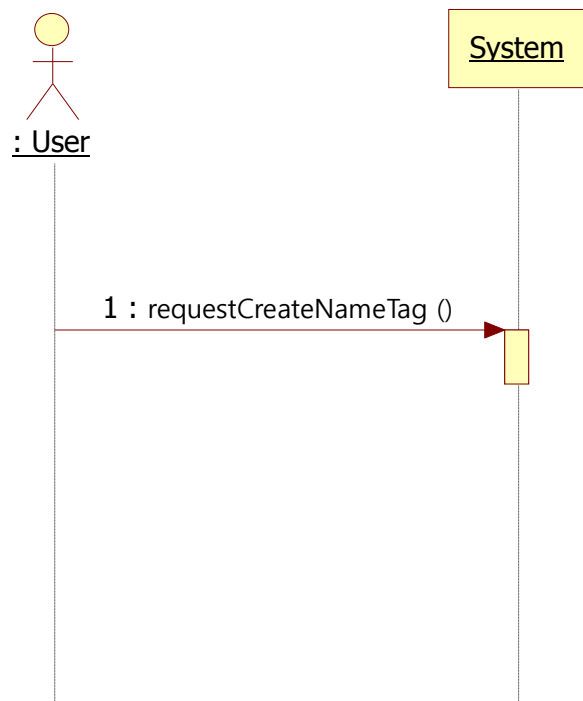 System
: User
1 : requestCreateNameTag ()